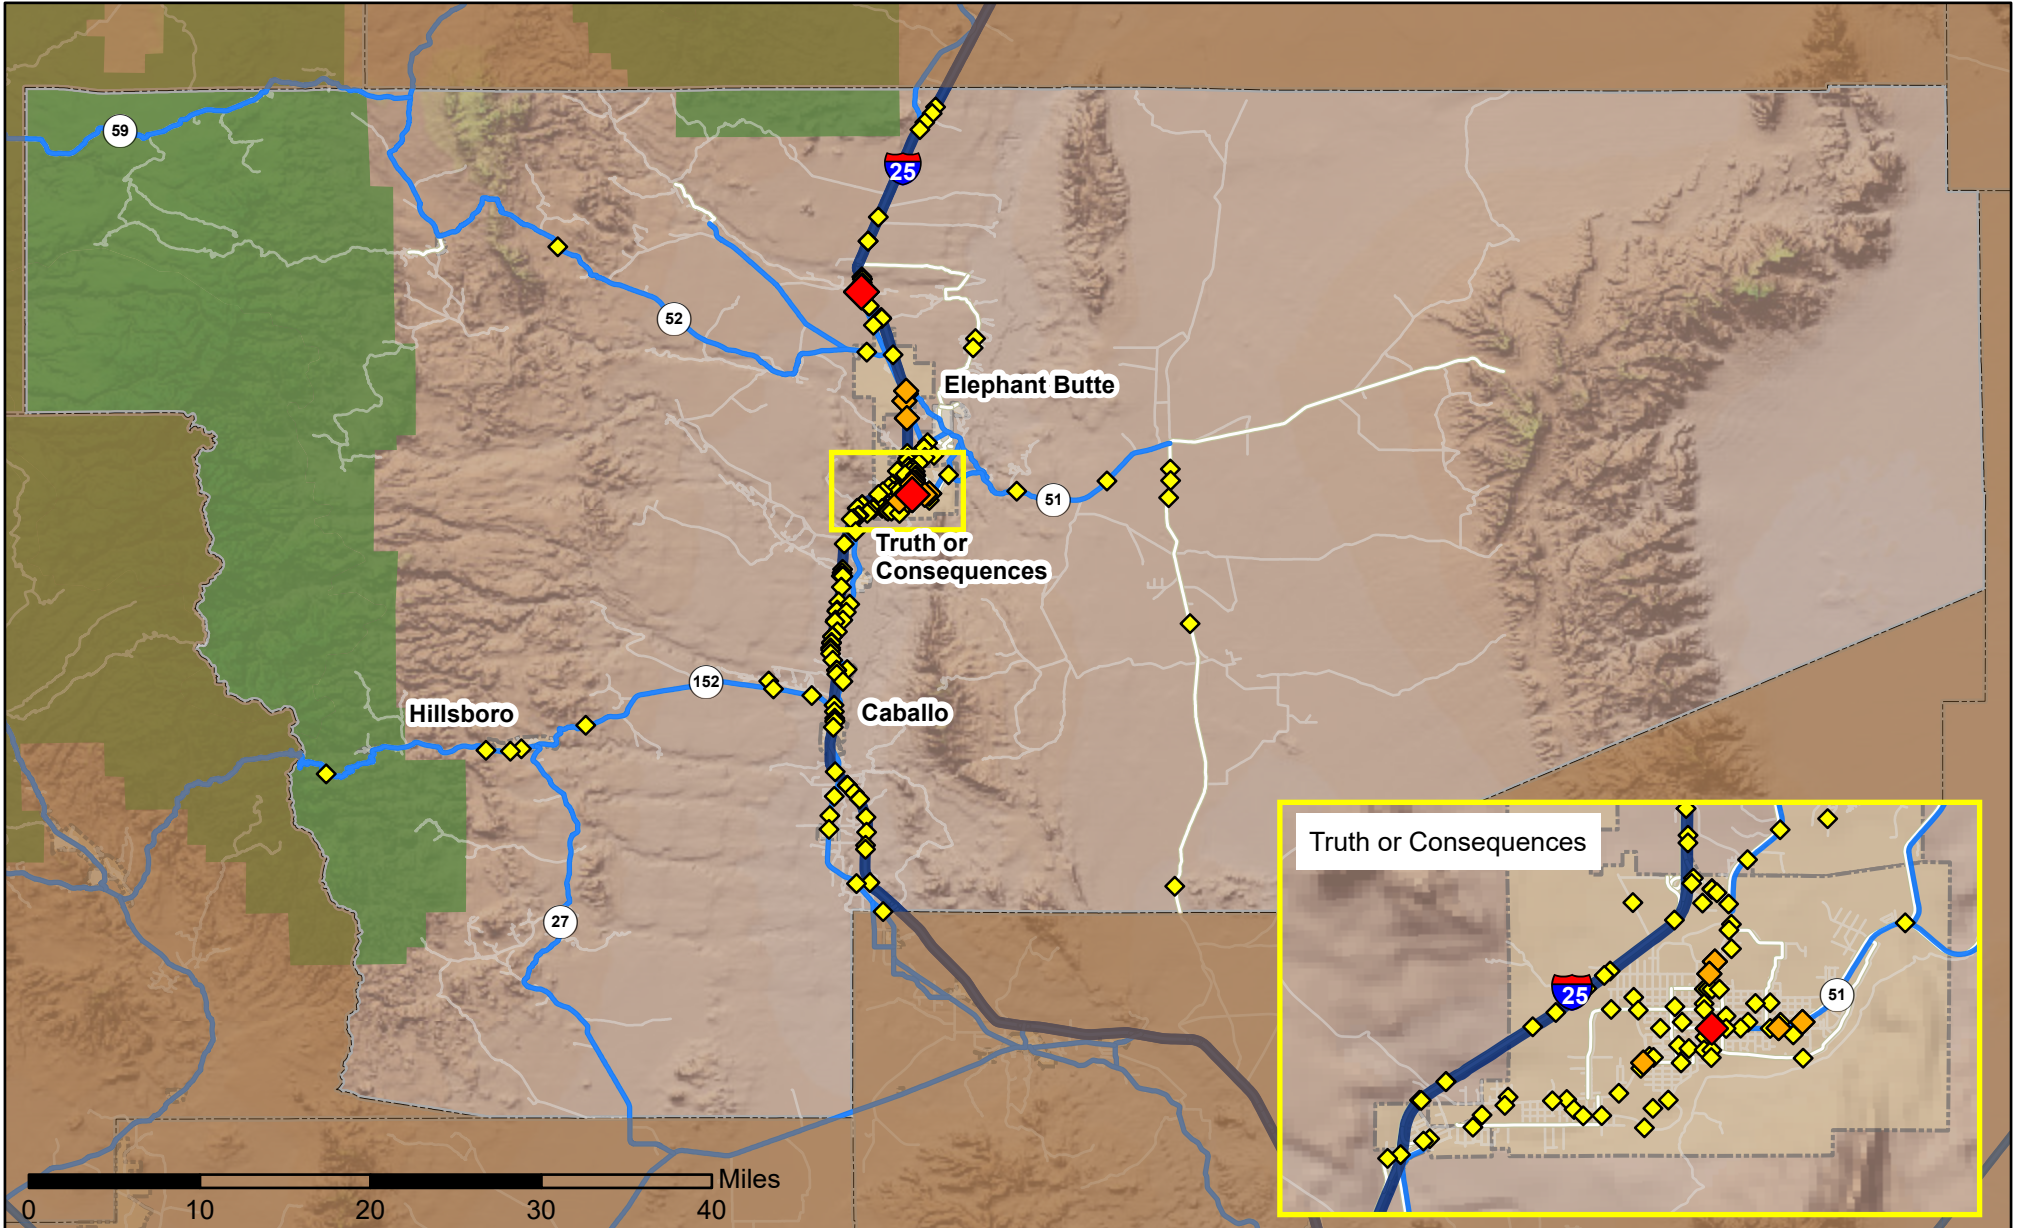 59
25
52
Elephant Butte
51
Truth or
Consequences
152
Hillsboro
Caballo
27
Truth or Consequences
25
51
Miles
0 10 20 30 40